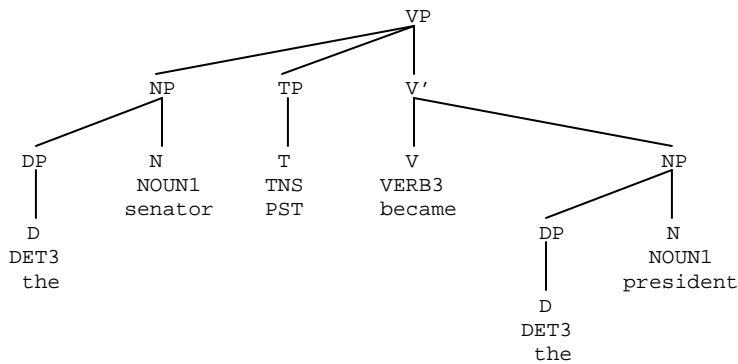 VP
NP TP V'
DP N T V NP
NOUN1 TNS VERB3
senator PST became
D DP N
DET3 NOUN1
the president
D
DET3
the